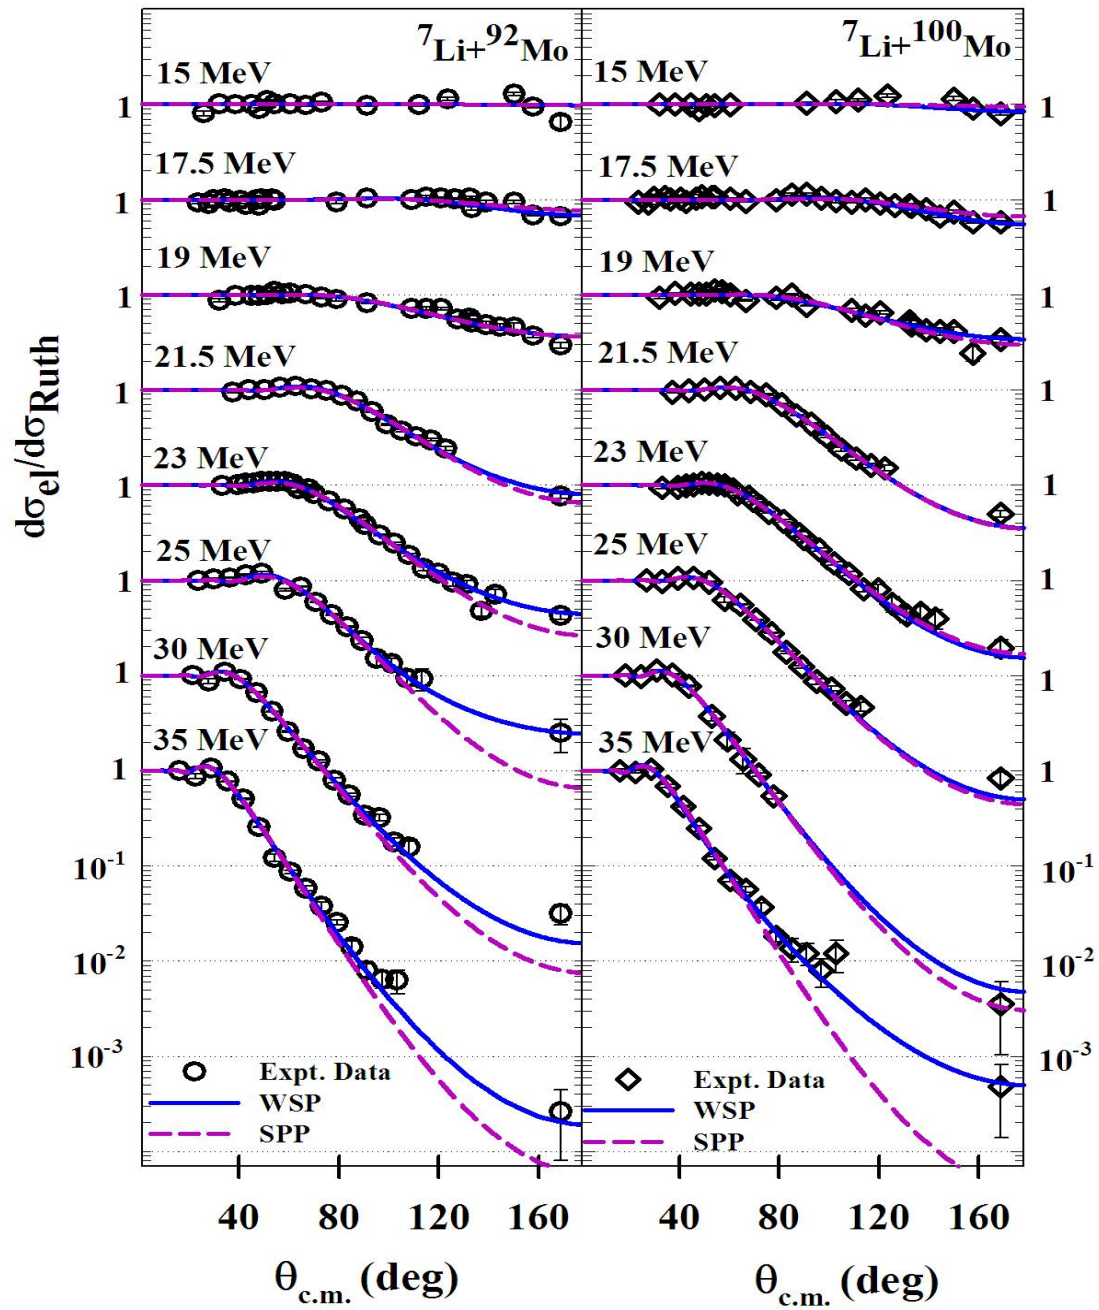 ⁷Li+⁹²Mo
15 MeV
17.5 MeV
19 MeV
21.5 MeV
23 MeV
25 MeV
30 MeV
35 MeV
Expt. Data
WSP
SPP
⁷Li+¹⁰⁰Mo
15 MeV
17.5 MeV
19 MeV
21.5 MeV
23 MeV
25 MeV
30 MeV
35 MeV
Expt. Data
WSP
SPP
dσel/dσRuth
1
1
1
1
1
1
1
1
10⁻¹
10⁻²
10⁻³
1
1
1
1
1
1
1
1
10⁻¹
10⁻²
10⁻³
40 80 120 160
40 80 120 160
θc.m. (deg)
θc.m. (deg)